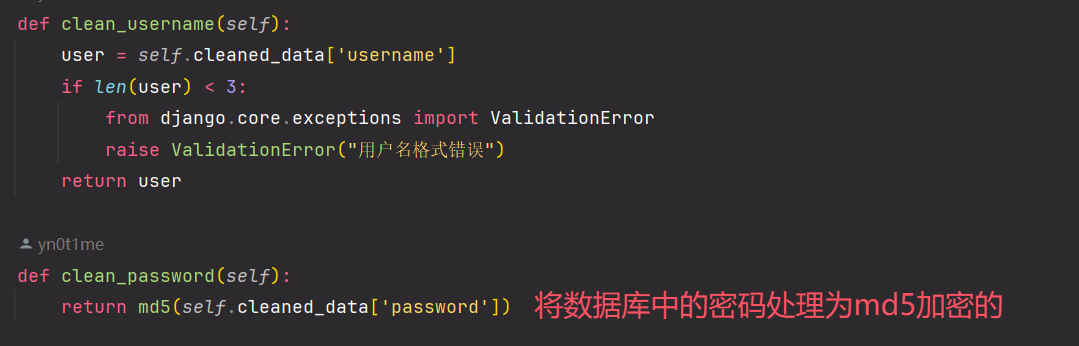 def clean_username(self):
user = self.cleaned_data['username']
if len(user) < 3:
from django.core.exceptions import ValidationError
raise ValidationError("用户名格式错误")
return user
yn0t1me
def clean_password(self):
return md5(self.cleaned_data['password']) 将数据库中的密码处理为md5加密的